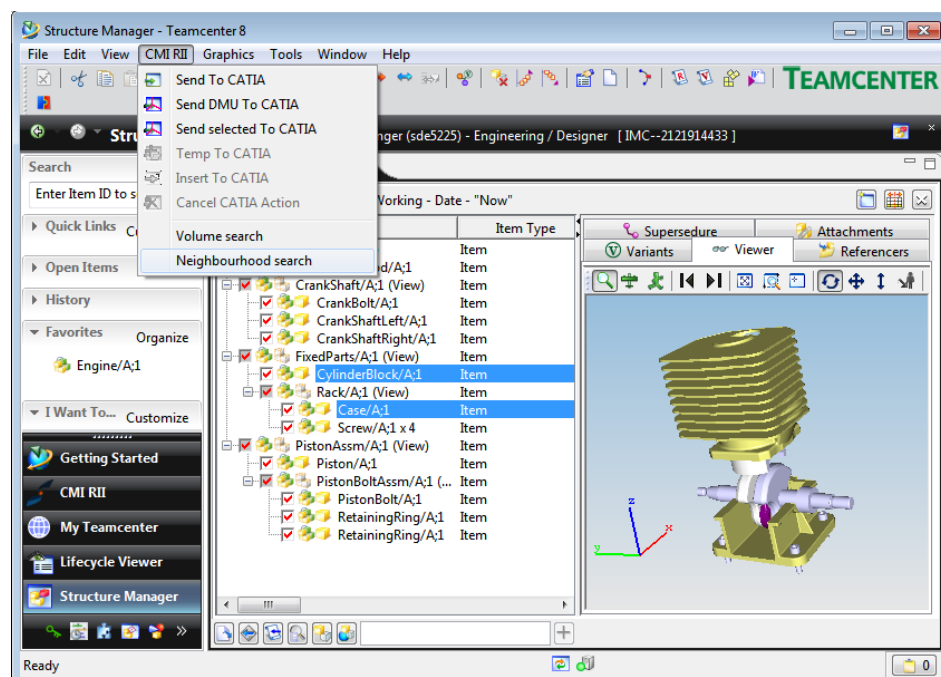 Structure Manager - Teamcenter 8
File Edit View CMI RII Graphics Tools Window Help
TEAMCENTER
Send To CATIA
Send DMU To CATIA
Send selected To CATIA
Temp To CATIA
Insert To CATIA
Cancel CATIA Action
Volume search
Neighbourhood search
(sde5225) - Engineering / Designer [ IMC--2121914433 ]
Search
Enter Item ID to
Quick Links
Open Items
History
Favorites Organize
Engine/A;1
I Want To... Customize
Getting Started
CMI RII
My Teamcenter
Lifecycle Viewer
Structure Manager
Working - Date - "Now"
Item Type
Item
/A;1 Item
CrankShaft/A;1 (View) Item
CrankBolt/A;1 Item
CrankShaftLeft/A;1 Item
CrankShaftRight/A;1 Item
FixedParts/A;1 (View) Item
CylinderBlock/A;1 Item
Rack/A;1 (View) Item
Case/A;1 Item
Screw/A;1 x 4 Item
PistonAssm/A;1 (View) Item
Piston/A;1 Item
PistonBoltAssm/A;1 (... Item
PistonBolt/A;1 Item
RetainingRing/A;1 Item
RetainingRing/A;1 Item
Supersedure Attachments
Variants Viewer Referencers
z
x
y
Ready
0